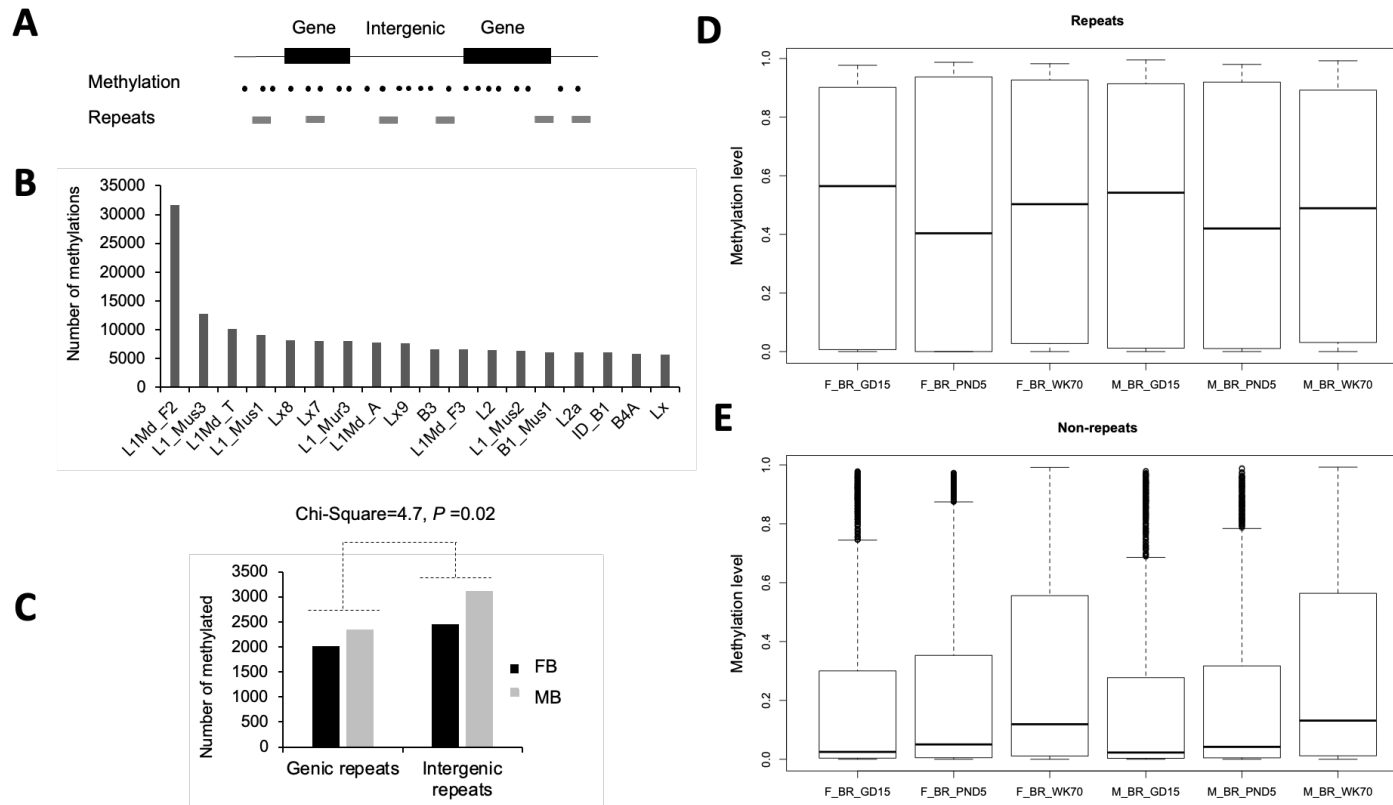 A
Gene Intergenic Gene
Methylation
Repeats
B
Number of methylations
35000
30000
25000
20000
15000
10000
5000
0
L1Md_F2
L1_Mus3
L1Md_T
L1_Mus1
Lx8
Lx7
L1_Mur3
L1Md_A
Lx9
B3
L1Md_F3
L2
L1_Mus2
B1_Mus1
L2a
ID_B1
B4A
Lx
C
Chi-Square=4.7, P =0.02
Number of methylated
3500
3000
2500
2000
1500
1000
500
0
Genic repeats
Intergenic
repeats
FB
MB
D
Repeats
Methylation level
1.0
0.8
0.6
0.4
0.2
0.0
F_BR_GD15 F_BR_PND5 F_BR_WK70 M_BR_GD15 M_BR_PND5 M_BR_WK70
E
Non-repeats
Methylation level
1.0
0.8
0.6
0.4
0.2
0.0
F_BR_GD15 F_BR_PND5 F_BR_WK70 M_BR_GD15 M_BR_PND5 M_BR_WK70